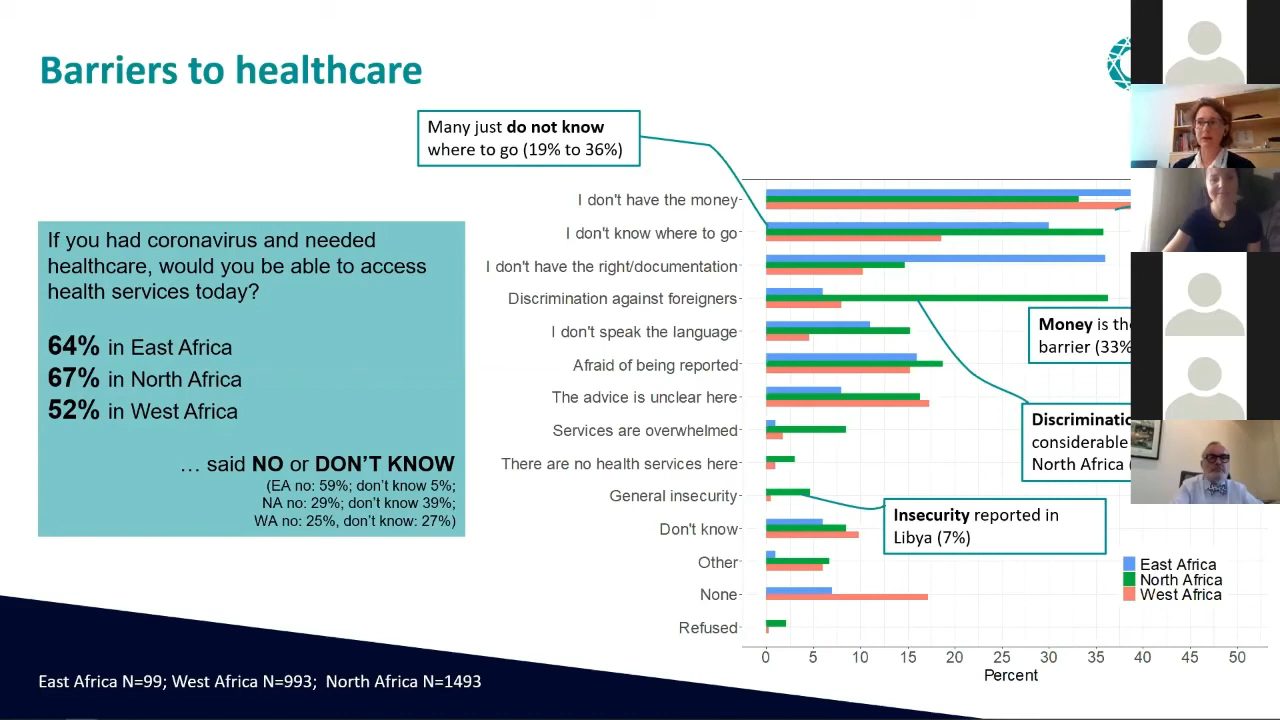 Barriers to healthcare
Many just do not know
where to go (19% to 36%)
If you had coronavirus and needed
healthcare, would you be able to access
health services today?
64% in East Africa
67% in North Africa
52% in West Africa
… said NO or DON'T KNOW
(EA no: 59%; don't know 5%;
NA no: 29%; don't know 39%;
WA no: 25%, don't know: 27%)
I don't have the money
I don't know where to go
I don't have the right/documentation
Discrimination against foreigners
I don't speak the language
Afraid of being reported
The advice is unclear here
Services are overwhelmed
There are no health services here
General insecurity
Don't know
Other
None
Refused
Money is the
barrier (33%
considerable
North Africa (
Insecurity reported in
Libya (7%)
East Africa
North Africa
West Africa
0 5 10 15 20 25 30 35 40 45 50
Percent
East Africa N=99; West Africa N=993; North Africa N=1493